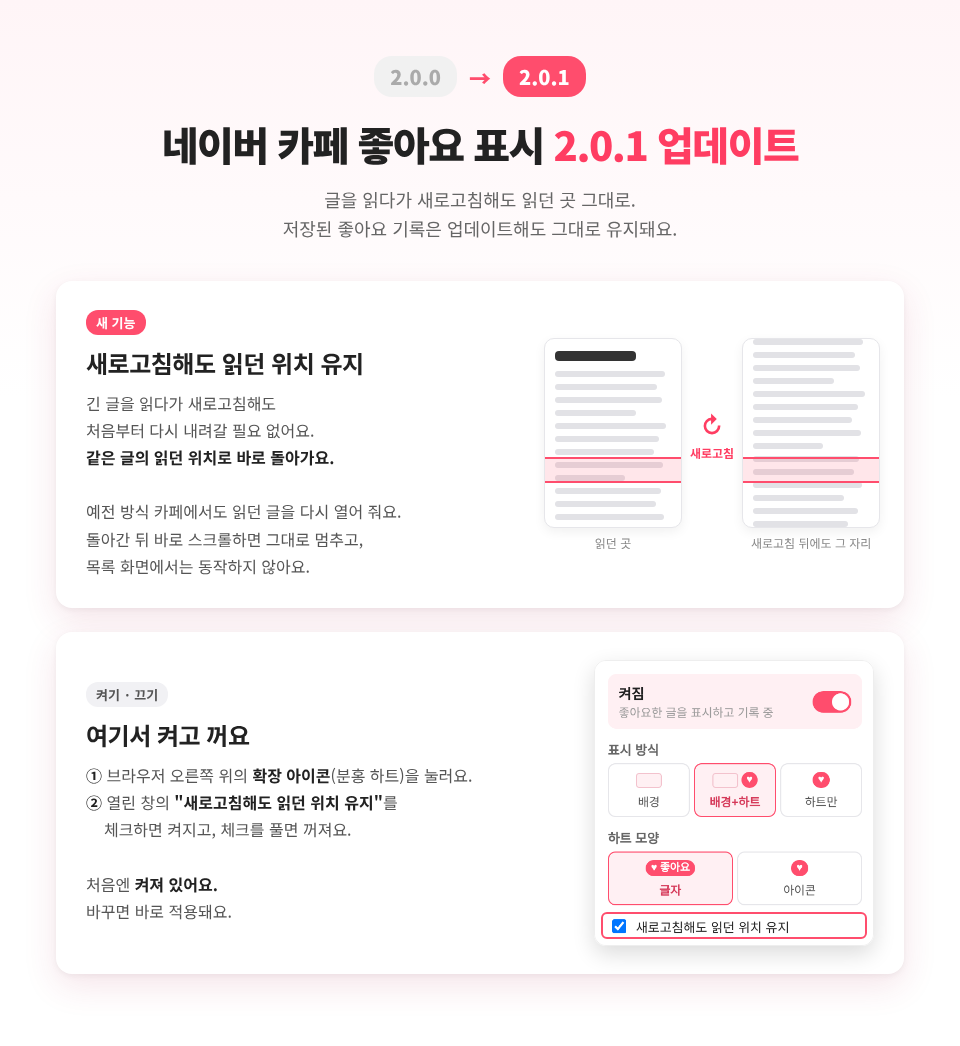 2.0.0 → 2.0.1
네이버 카페 좋아요 표시 2.0.1 업데이트
글을 읽다가 새로고침해도 읽던 곳 그대로.
저장된 좋아요 기록은 업데이트해도 그대로 유지돼요.
새 기능
새로고침해도 읽던 위치 유지
긴 글을 읽다가 새로고침해도
처음부터 다시 내려갈 필요 없어요.
같은 글의 읽던 위치로 바로 돌아가요.
예전 방식 카페에서도 읽던 글을 다시 열어 줘요.
돌아간 뒤 바로 스크롤하면 그대로 멈추고,
목록 화면에서는 동작하지 않아요.
새로고침
읽던 곳
새로고침 뒤에도 그 자리
켜기 · 끄기
여기서 켜고 꺼요
① 브라우저 오른쪽 위의 확장 아이콘(분홍 하트)을 눌러요.
② 열린 창의 "새로고침해도 읽던 위치 유지"를
체크하면 켜지고, 체크를 풀면 꺼져요.
처음엔 켜져 있어요.
바꾸면 바로 적용돼요.
켜짐
좋아요한 글을 표시하고 기록 중
표시 방식
배경
배경+하트
하트만
하트 모양
♥ 좋아요
글자
아이콘
새로고침해도 읽던 위치 유지